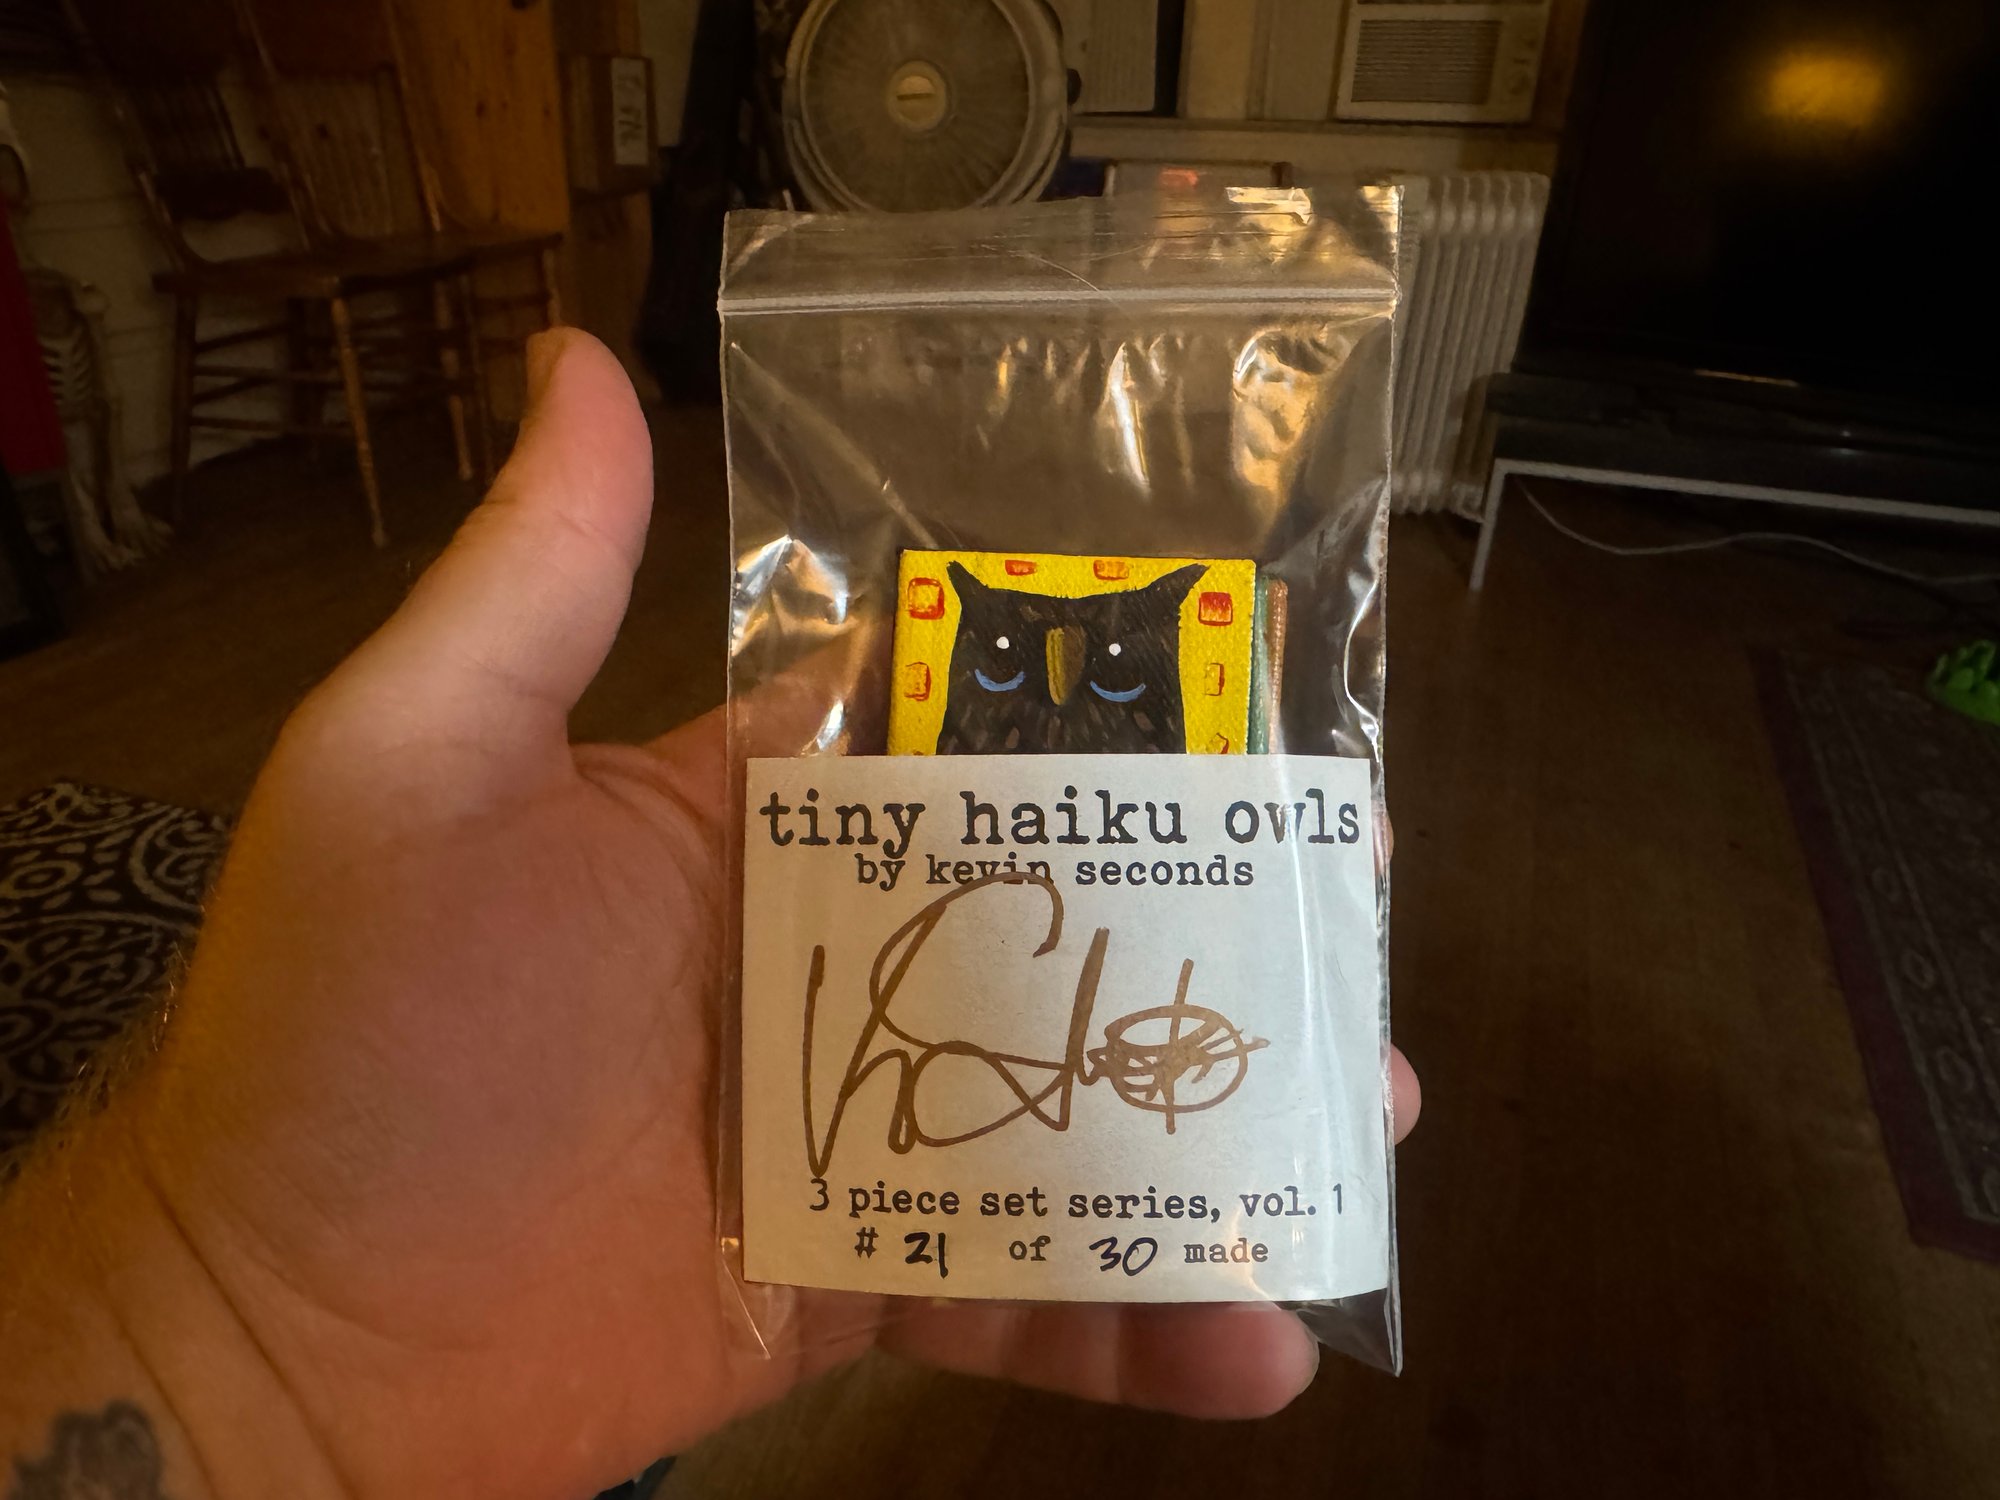 tiny haiku owls
by kevin seconds
3 piece set series, vol. 1
# 21 of 30 made